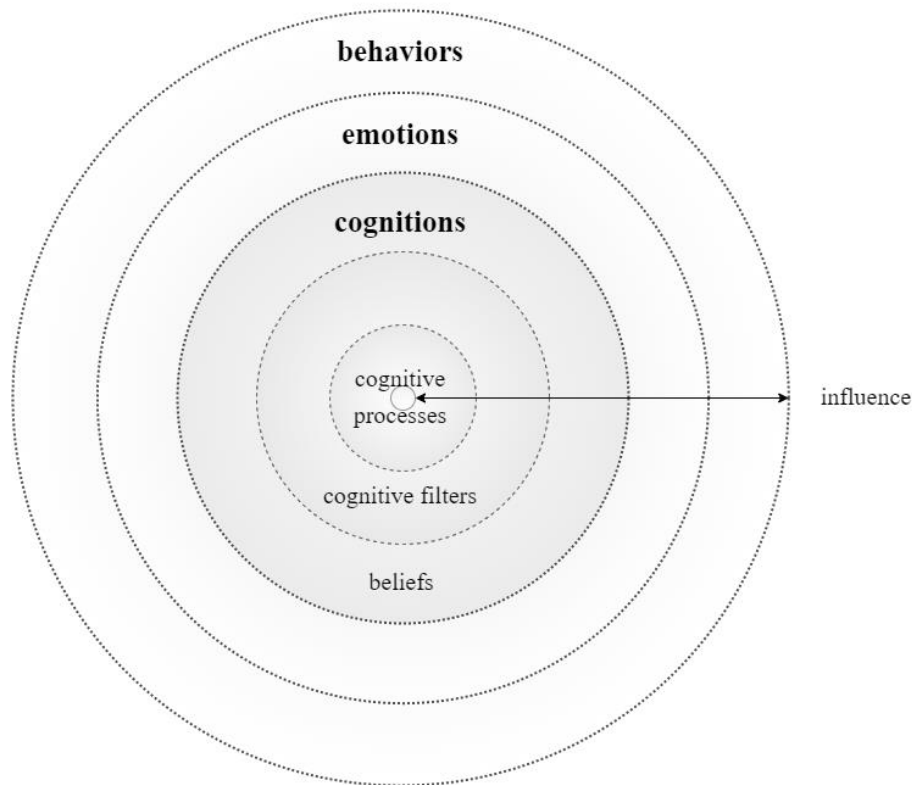 behaviors
emotions
cognitions
cognitive
processes
influence
cognitive filters
beliefs